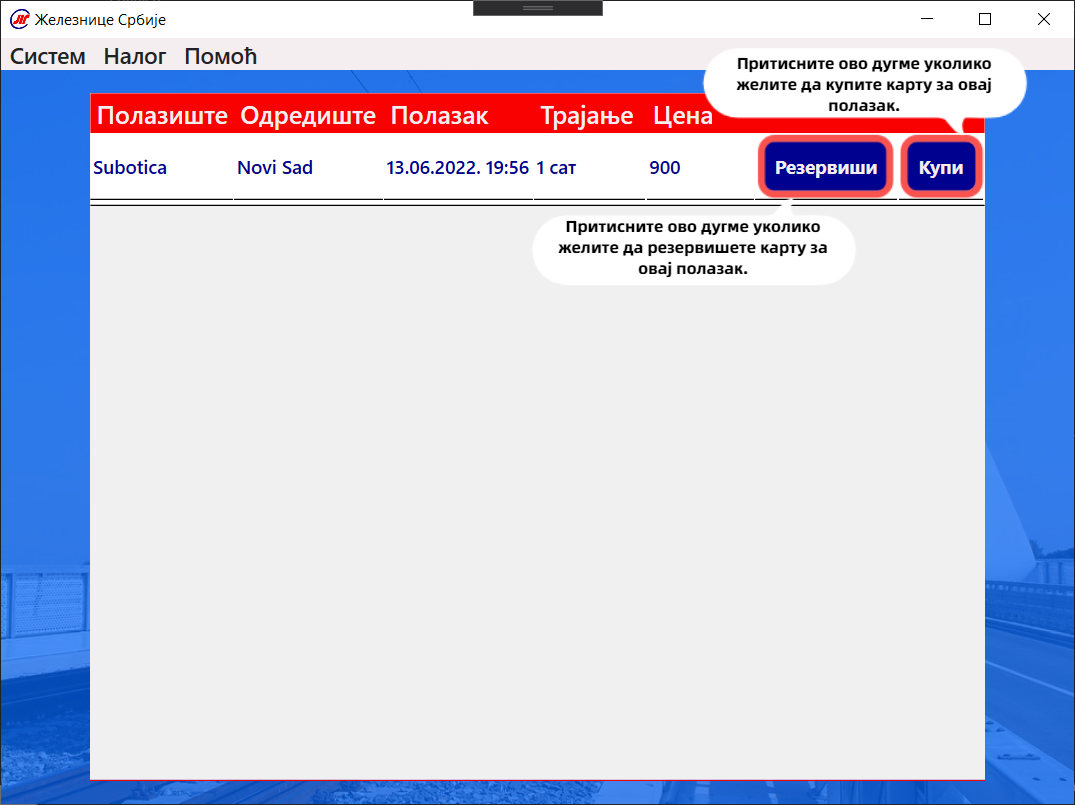 Железнице Србије
Систем Налог Помоћ
Притисните ово дугме уколико
желите да купите карту за овај
полазак.
Полазиште Одредиште Полазак Трајање Цена
Subotica Novi Sad 13.06.2022. 19:56 1 сат 900 Резервиши Купи
Притисните ово дугме уколико
желите да резервишете карту за
овај полазак.